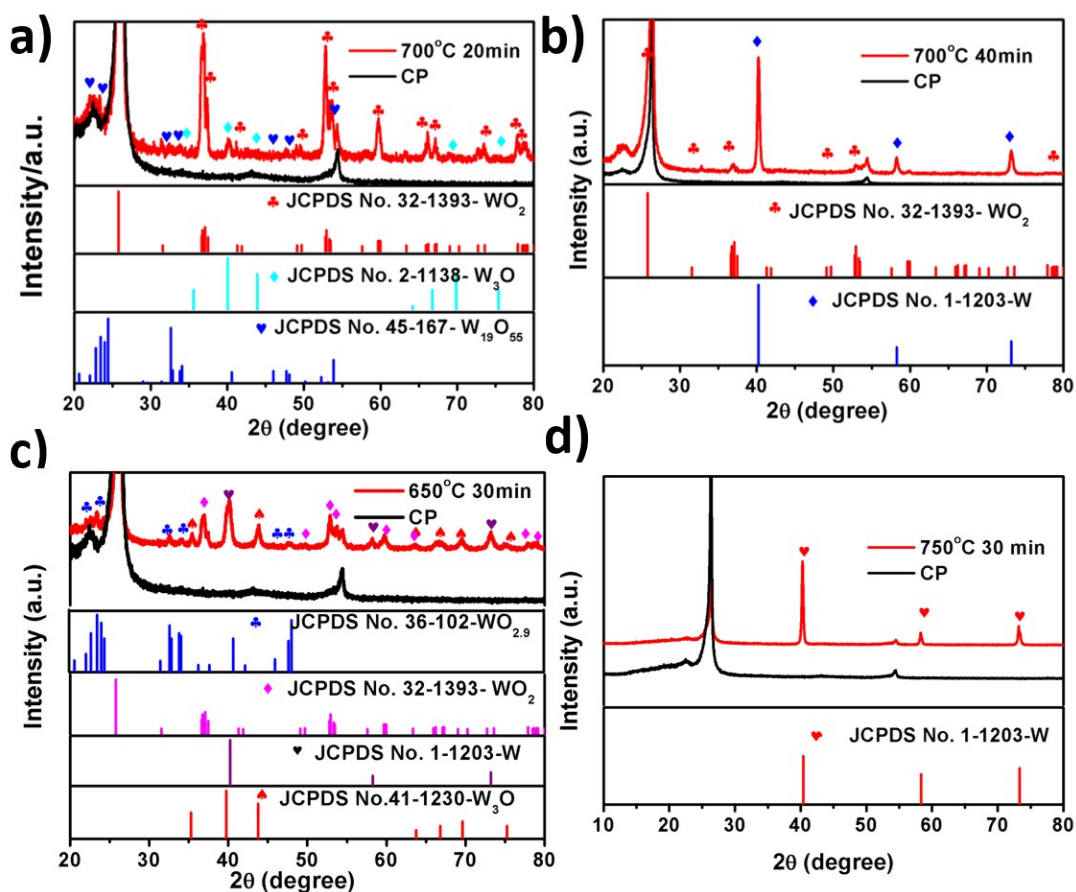 a)
700°C 20min
CP
Intensity/a.u.
JCPDS No. 32-1393- WO2
JCPDS No. 2-1138- W3O
JCPDS No. 45-167- W19O55
20 30 40 50 60 70 80
2θ (degree)
b)
700°C 40min
CP
Intensity (a.u.)
JCPDS No. 32-1393- WO2
JCPDS No. 1-1203-W
20 30 40 50 60 70 80
2θ (degree)
c)
650°C 30min
CP
Intensity (a.u.)
JCPDS No. 36-102-WO2.9
JCPDS No. 32-1393- WO2
JCPDS No. 1-1203-W
JCPDS No.41-1230-W3O
20 30 40 50 60 70 80
2θ (degree)
d)
750°C 30 min
CP
Intensity (a.u.)
JCPDS No. 1-1203-W
10 20 30 40 50 60 70 80
2θ (degree)